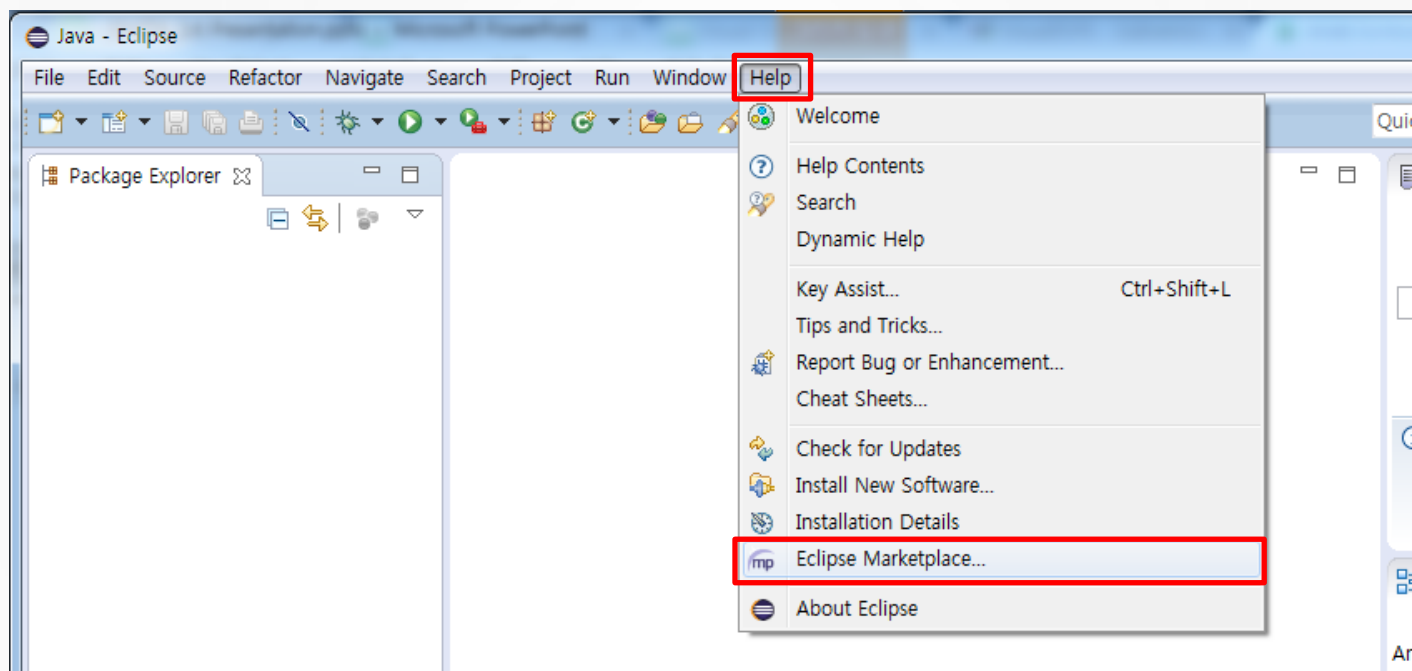 Java - Eclipse
File Edit Source Refactor Navigate Search Project Run Window Help
Package Explorer
Welcome
Help Contents
Search
Dynamic Help
Key Assist... Ctrl+Shift+L
Tips and Tricks...
Report Bug or Enhancement...
Cheat Sheets...
Check for Updates
Install New Software...
Installation Details
mp Eclipse Marketplace...
About Eclipse